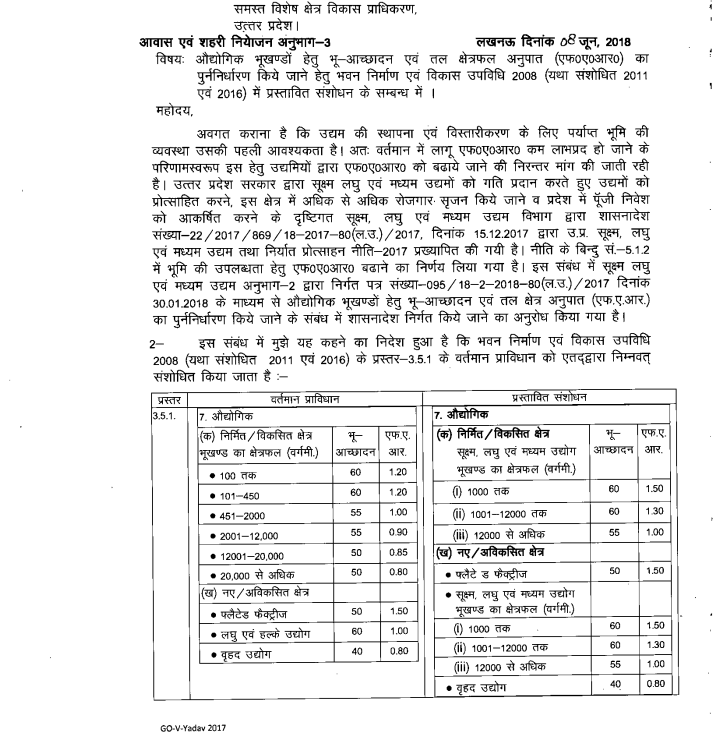 समस्त विशेष क्षेत्र विकास प्राधिकरण,
उत्तर प्रदेश।
आवास एवं शहरी नियोजन अनुभाग–3 लखनऊ दिनांक 08 जून, 2018
विषयः औद्योगिक भूखण्डों हेतु भू–आच्छादन एवं तल क्षेत्रफल अनुपात (एफ0ए0आर0) का
पुर्ननिर्धारण किये जाने हेतु भवन निर्माण एवं विकास उपविधि 2008 (यथा संशोधित 2011
एवं 2016) में प्रस्तावित संशोधन के सम्बन्ध में ।
महोदय,
अवगत कराना है कि उद्यम की स्थापना एवं विस्तारीकरण के लिए पर्याप्त भूमि की
व्यवस्था उसकी पहली आवश्यकता है। अतः वर्तमान में लागू एफ0ए0आर0 कम लाभप्रद हो जाने के
परिणामस्वरूप इस हेतु उद्यमियों द्वारा एफ0ए0आर0 को बढाये जाने की निरन्तर मांग की जाती रही
है। उत्तर प्रदेश सरकार द्वारा सूक्ष्म लघु एवं मध्यम उद्यमों को गति प्रदान करते हुए उद्यमों को
प्रोत्साहित करने, इस क्षेत्र में अधिक से अधिक रोजगार सृजन किये जाने व प्रदेश में पूँजी निवेश
को आकर्षित करने के दृष्टिगत सूक्ष्म, लघु एवं मध्यम उद्यम विभाग द्वारा शासनादेश
संख्या–22/2017/869/18–2017–80(ल.उ.)/2017, दिनांक 15.12.2017 द्वारा उ.प्र. सूक्ष्म, लघु
एवं मध्यम उद्यम तथा निर्यात प्रोत्साहन नीति–2017 प्रख्यापित की गयी है। नीति के बिन्दु सं.–5.1.2
में भूमि की उपलब्धता हेतु एफ0ए0आर0 बढाने का निर्णय लिया गया है। इस संबंध में सूक्ष्म लघु
एवं मध्यम उद्यम अनुभाग–2 द्वारा निर्गत पत्र संख्या–095/18–2–2018–80(ल.उ.)/2017 दिनांक
30.01.2018 के माध्यम से औद्योगिक भूखण्डों हेतु भू–आच्छादन एवं तल क्षेत्र अनुपात (एफ.ए.आर.)
का पुर्ननिर्धारण किये जाने के संबंध में शासनादेश निर्गत किये जाने का अनुरोध किया गया है।
2– इस संबंध में मुझे यह कहने का निदेश हुआ है कि भवन निर्माण एवं विकास उपविधि
2008 (यथा संशोधित 2011 एवं 2016) के प्रस्तर–3.5.1 के वर्तमान प्राविधान को एतद्द्वारा निम्नवत्
संशोधित किया जाता है :–
प्रस्तर वर्तमान प्राविधान प्रस्तावित संशोधन
3.5.1. 7. औद्योगिक
(क) निर्मित/विकसित क्षेत्र भू– एफ.ए.
भूखण्ड का क्षेत्रफल (वर्गमी.) आच्छादन आर.
• 100 तक 60 1.20
• 101–450 60 1.20
• 451–2000 55 1.00
• 2001–12,000 55 0.90
• 12001–20,000 50 0.85
• 20,000 से अधिक 50 0.80
(ख) नए/अविकसित क्षेत्र
• फ्लैटेड फैक्ट्रीज 50 1.50
• लघु एवं हल्के उद्योग 60 1.00
• वृहद उद्योग 40 0.80
7. औद्योगिक
(क) निर्मित/विकसित क्षेत्र भू– एफ.ए.
सूक्ष्म, लघु एवं मध्यम उद्योग आच्छादन आर.
भूखण्ड का क्षेत्रफल (वर्गमी.)
(i) 1000 तक 60 1.50
(ii) 1001–12000 तक 60 1.30
(iii) 12000 से अधिक 55 1.00
(ख) नए/अविकसित क्षेत्र
• फ्लैटे ड फैक्ट्रीज 50 1.50
• सूक्ष्म, लघु एवं मध्यम उद्योग
भूखण्ड का क्षेत्रफल (वर्गमी.)
(i) 1000 तक 60 1.50
(ii) 1001–12000 तक 60 1.30
(iii) 12000 से अधिक 55 1.00
• वृहद उद्योग 40 0.80
GO-V-Yadav 2017